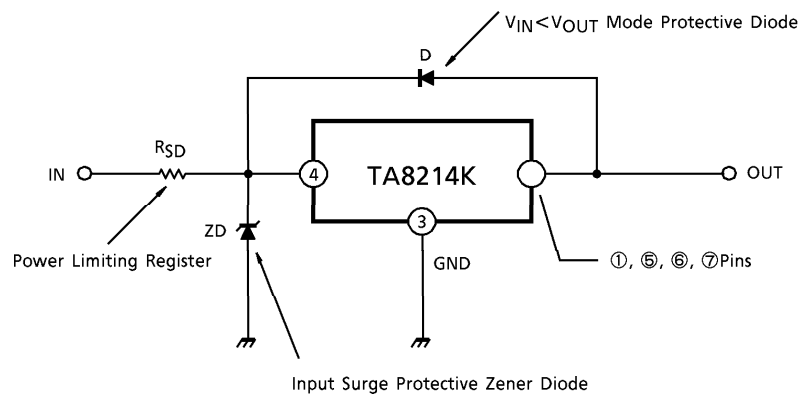 VIN<VOUT Mode Protective Diode
D
RSD
IN
4
TA8214K
OUT
ZD
3
GND
Power Limiting Register
①, ⑤, ⑥, ⑦Pins
Input Surge Protective Zener Diode